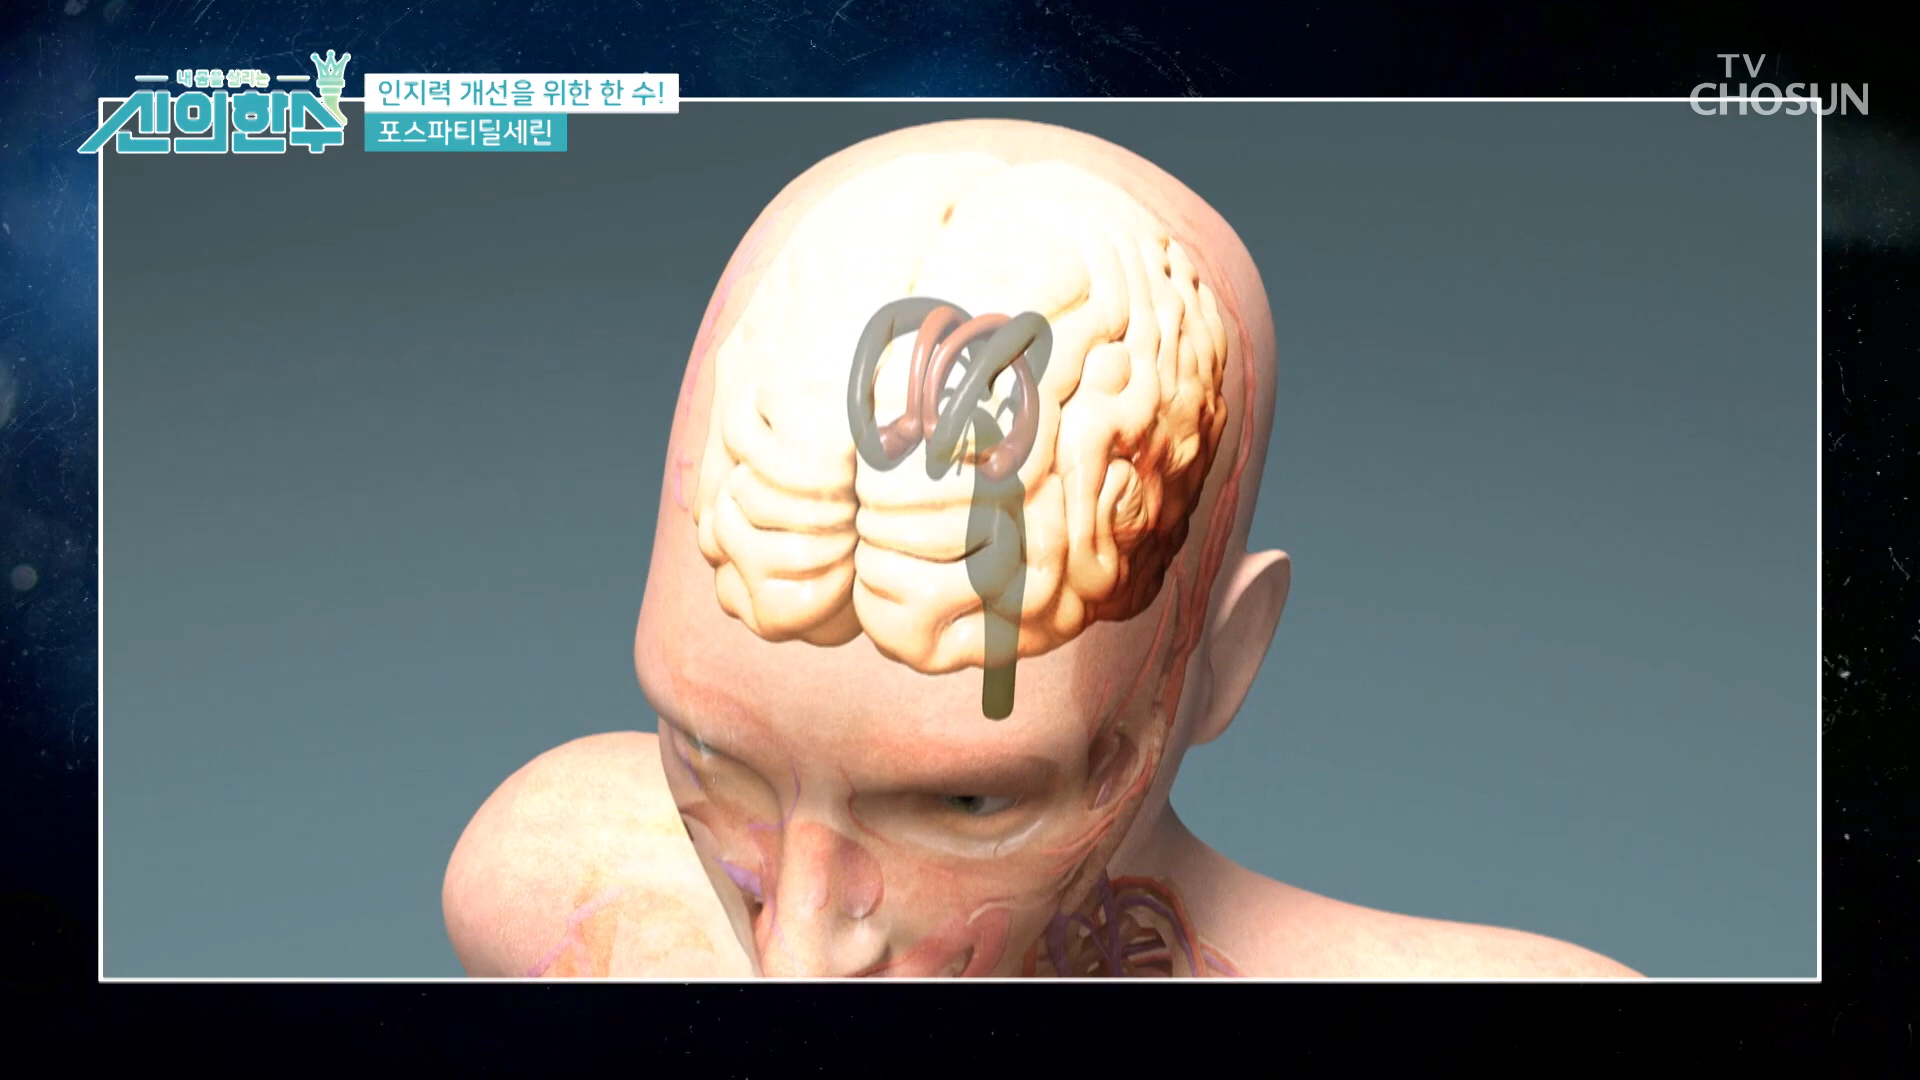 내 몸을 살리는
신의 한 수
인지력 개선을 위한 한 수!
포스파티딜세린
TV
CHOSUN